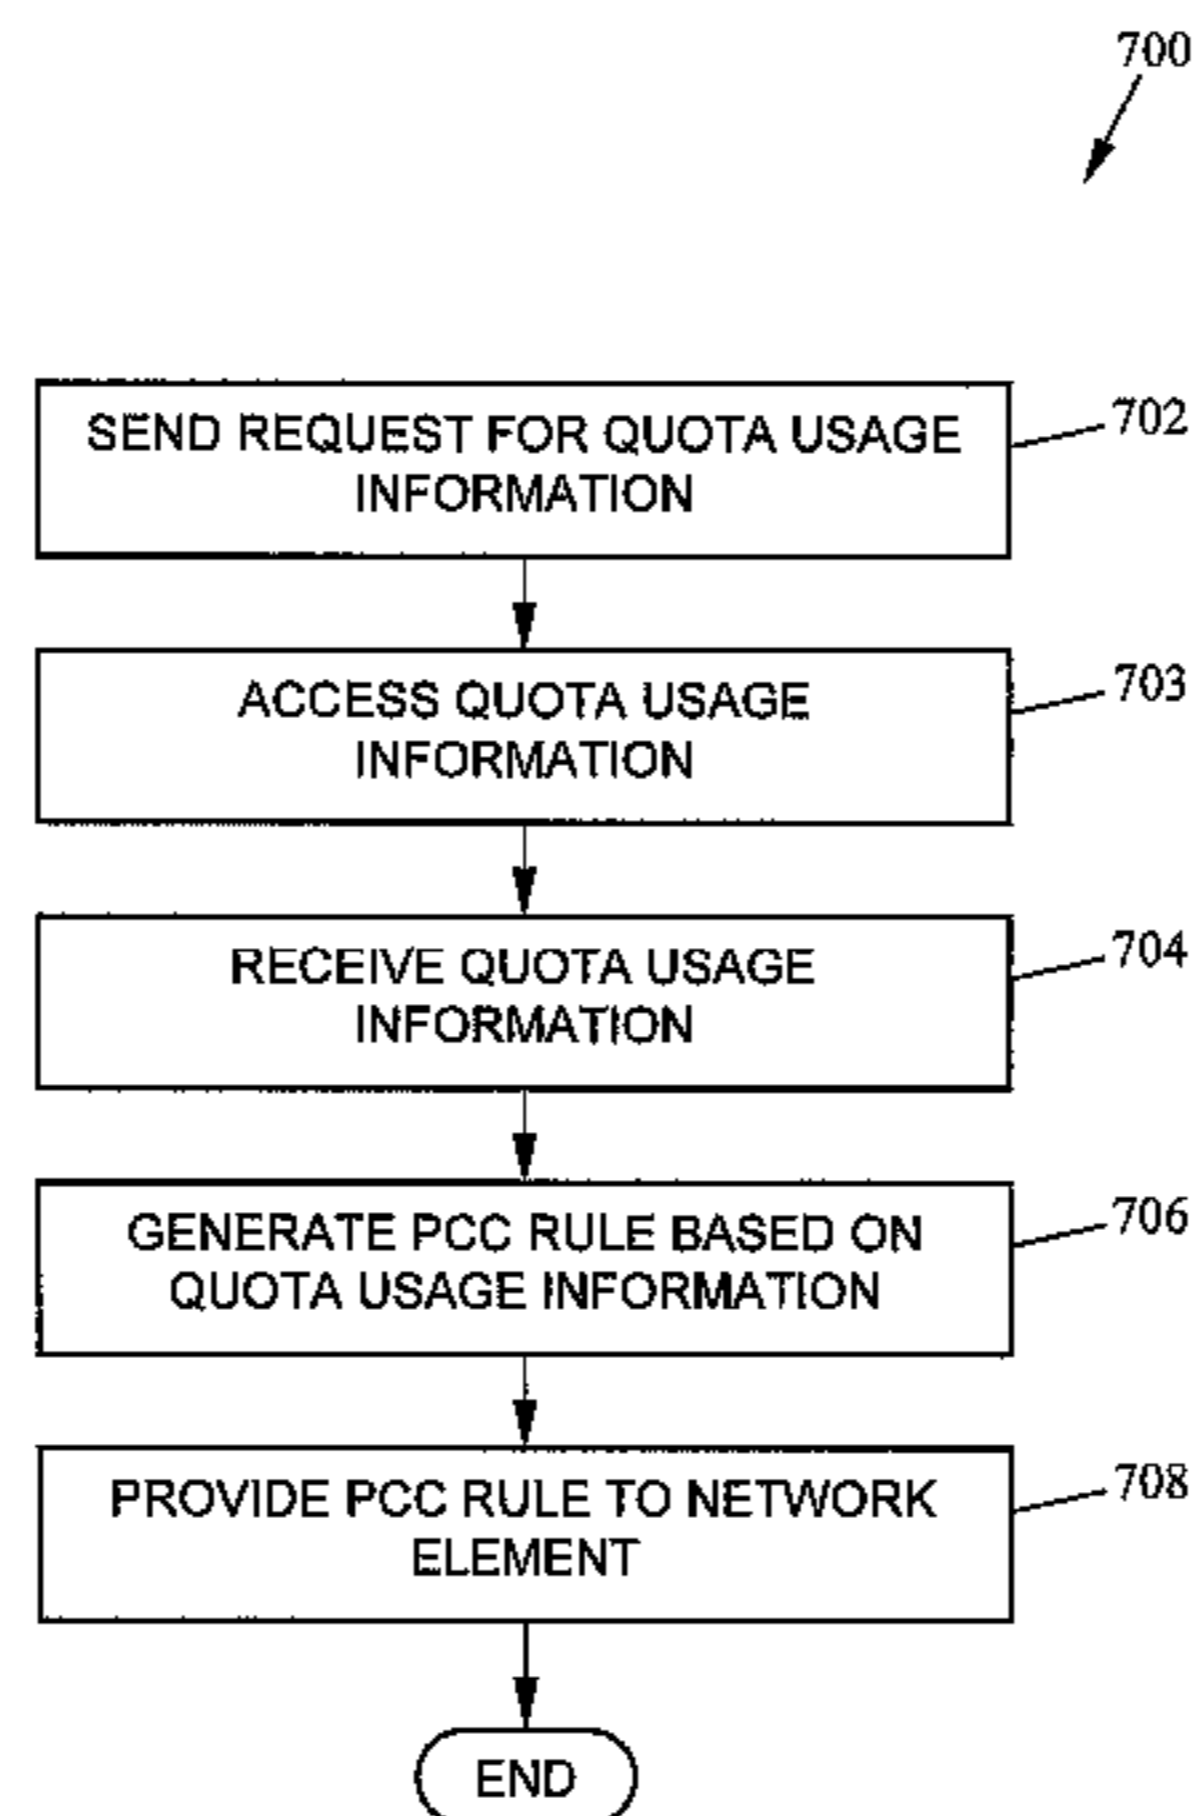 700
SEND REQUEST FOR QUOTA USAGE
INFORMATION
702
ACCESS QUOTA USAGE
INFORMATION
703
RECEIVE QUOTA USAGE
INFORMATION
704
GENERATE PCC RULE BASED ON
QUOTA USAGE INFORMATION
706
PROVIDE PCC RULE TO NETWORK
ELEMENT
708
END